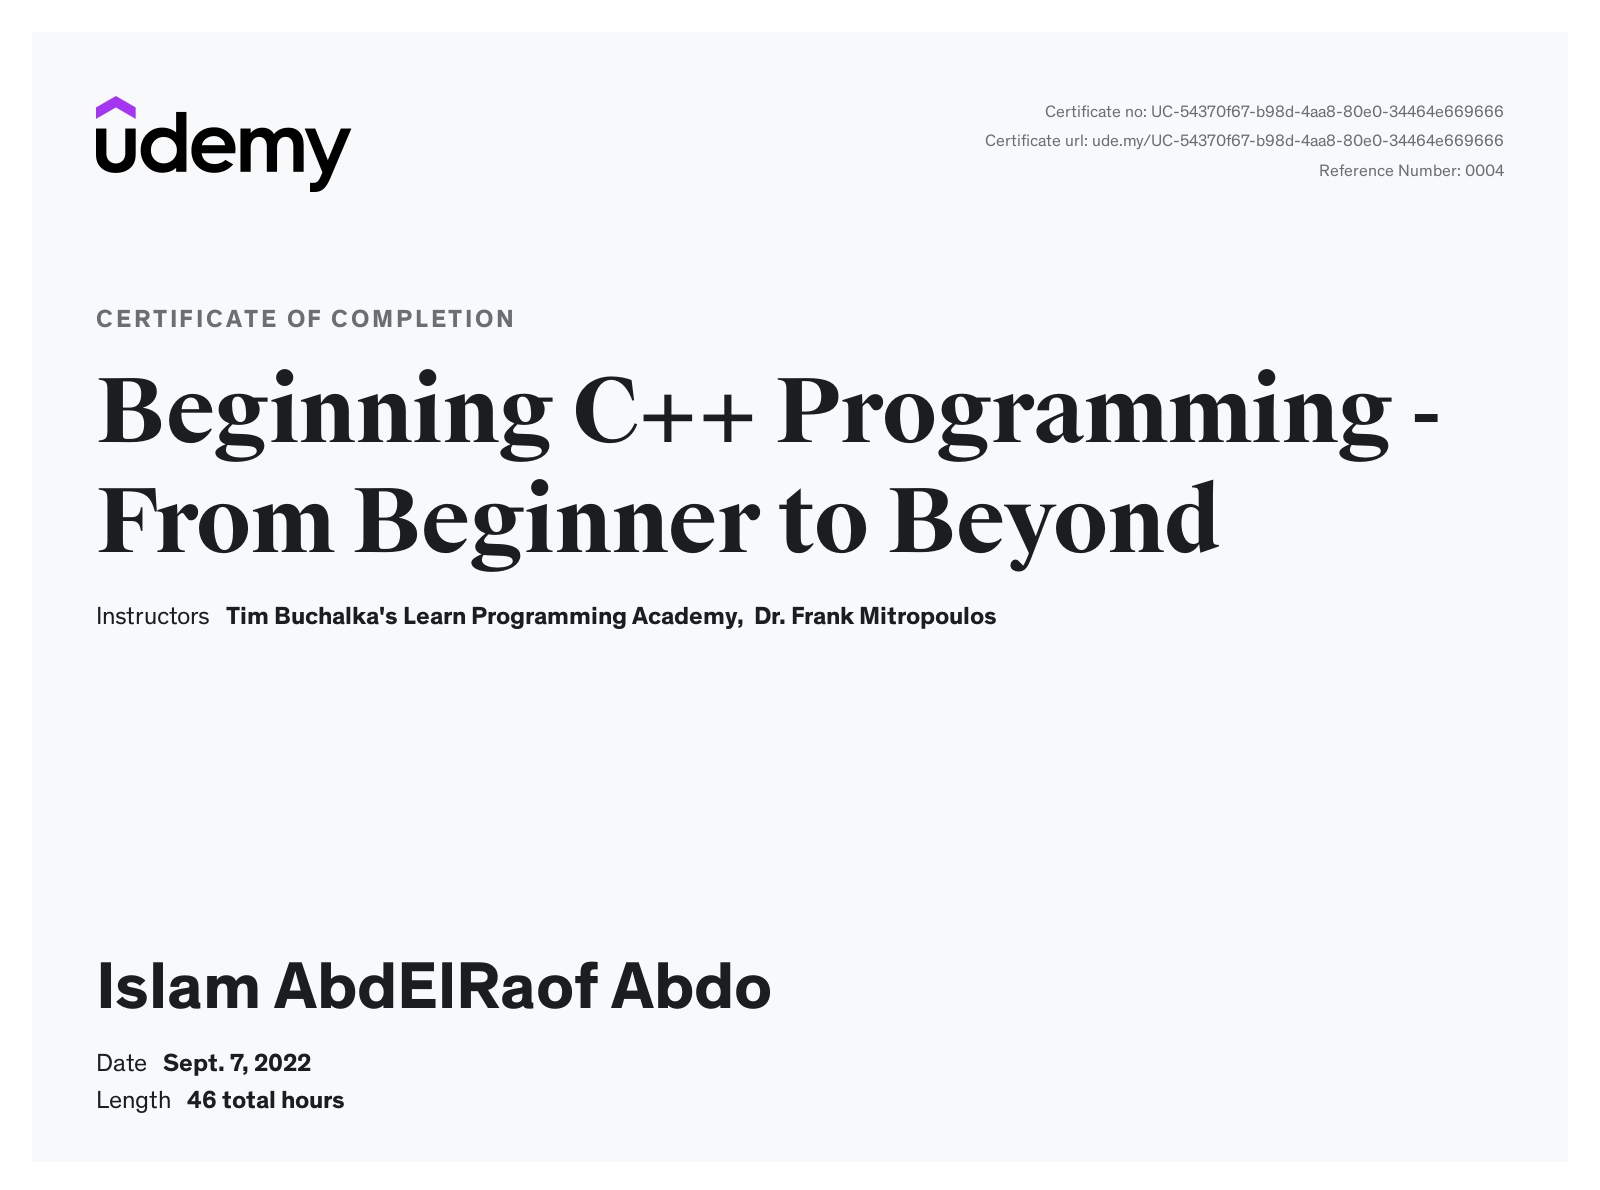 udemy
Certificate no: UC-54370f67-b98d-4aa8-80e0-34464e669666
Certificate url: ude.my/UC-54370f67-b98d-4aa8-80e0-34464e669666
Reference Number: 0004
CERTIFICATE OF COMPLETION
Beginning C++ Programming -
From Beginner to Beyond
Instructors Tim Buchalka's Learn Programming Academy, Dr. Frank Mitropoulos
Islam AbdElRaof Abdo
Date Sept. 7, 2022
Length 46 total hours